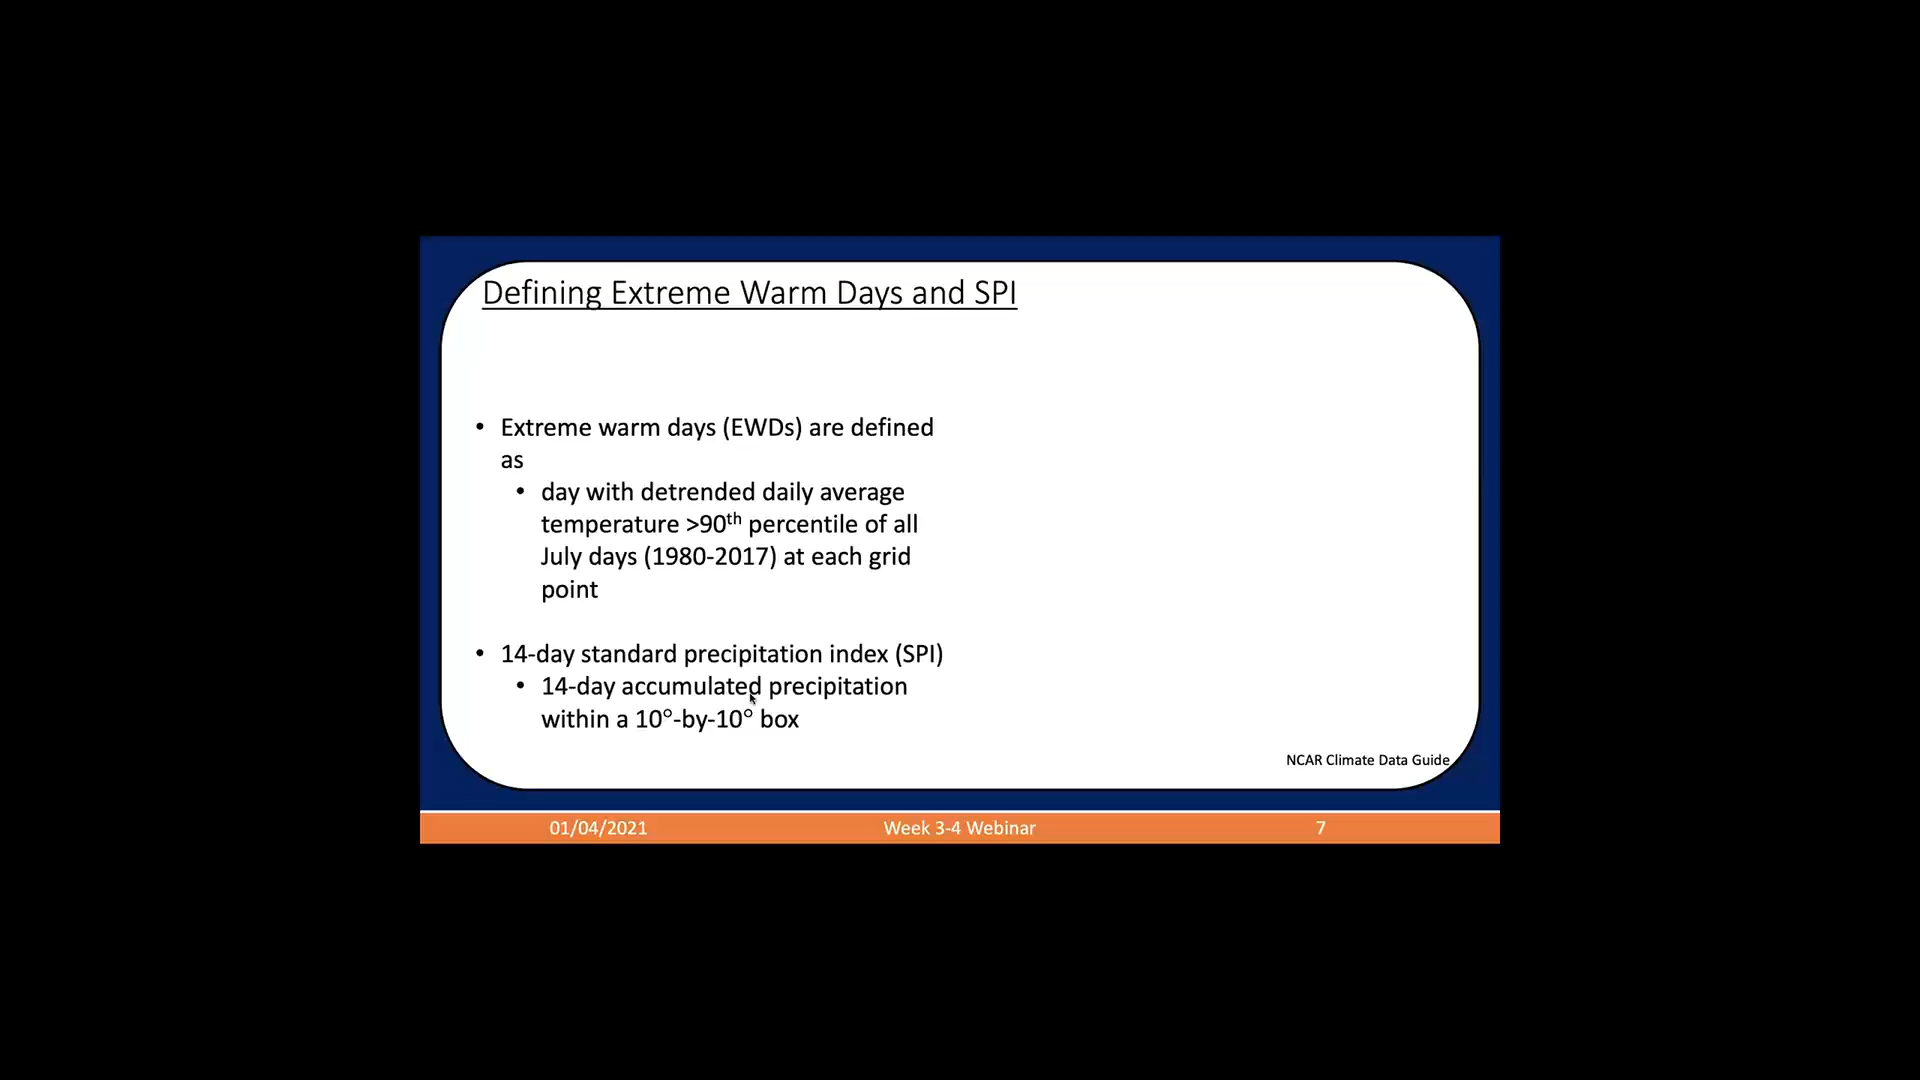 Defining Extreme Warm Days and SPI
• Extreme warm days (EWDs) are defined
as
• day with detrended daily average
temperature >90th percentile of all
July days (1980-2017) at each grid
point
• 14-day standard precipitation index (SPI)
• 14-day accumulated precipitation
within a 10°-by-10° box
NCAR Climate Data Guide
01/04/2021
Week 3-4 Webinar
7